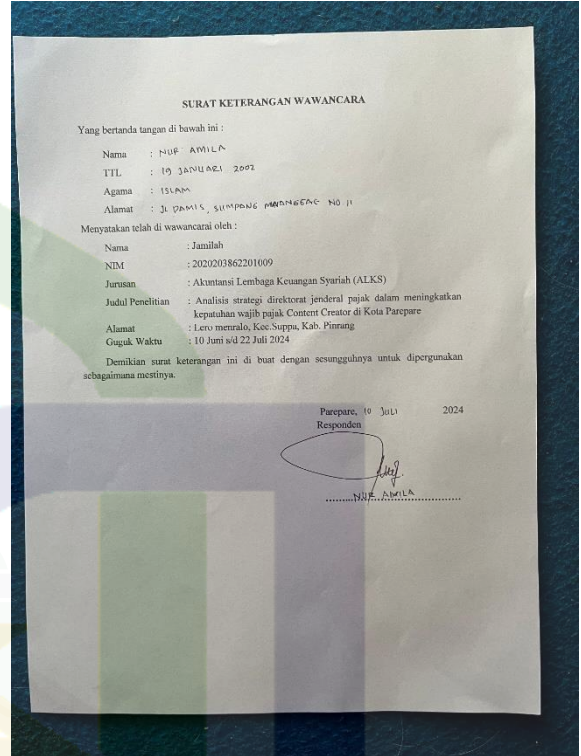 SURAT KETERANGAN WAWANCARA
Yang bertanda tangan di bawah ini :
Nama : NUR AMILA
TTL : 19 JANUARI 2002
Agama : ISLAM
Alamat : JL DAMIS, SUMPANG NO 11
Menyatakan telah di wawancarai oleh :
Nama : Jamilah
NIM : 2020203862201009
Jurusan : Akuntansi Lembaga Keuangan Syariah (ALKS)
Judul Penelitian : Analisis strategi direktorat jenderal pajak dalam meningkatkan
kepatuhan wajib pajak Content Creator di Kota Parepare
Alamat : Lero menralo, Kec.Suppa, Kab. Pinrang
Guguk Waktu : 10 Juni s/d 22 Juli 2024
Demikian surat keterangan ini di buat dengan sesungguhnya untuk dipergunakan
sebagaimana mestinya.
Parepare, 10 JULI 2024
Responden
NUR AMILA